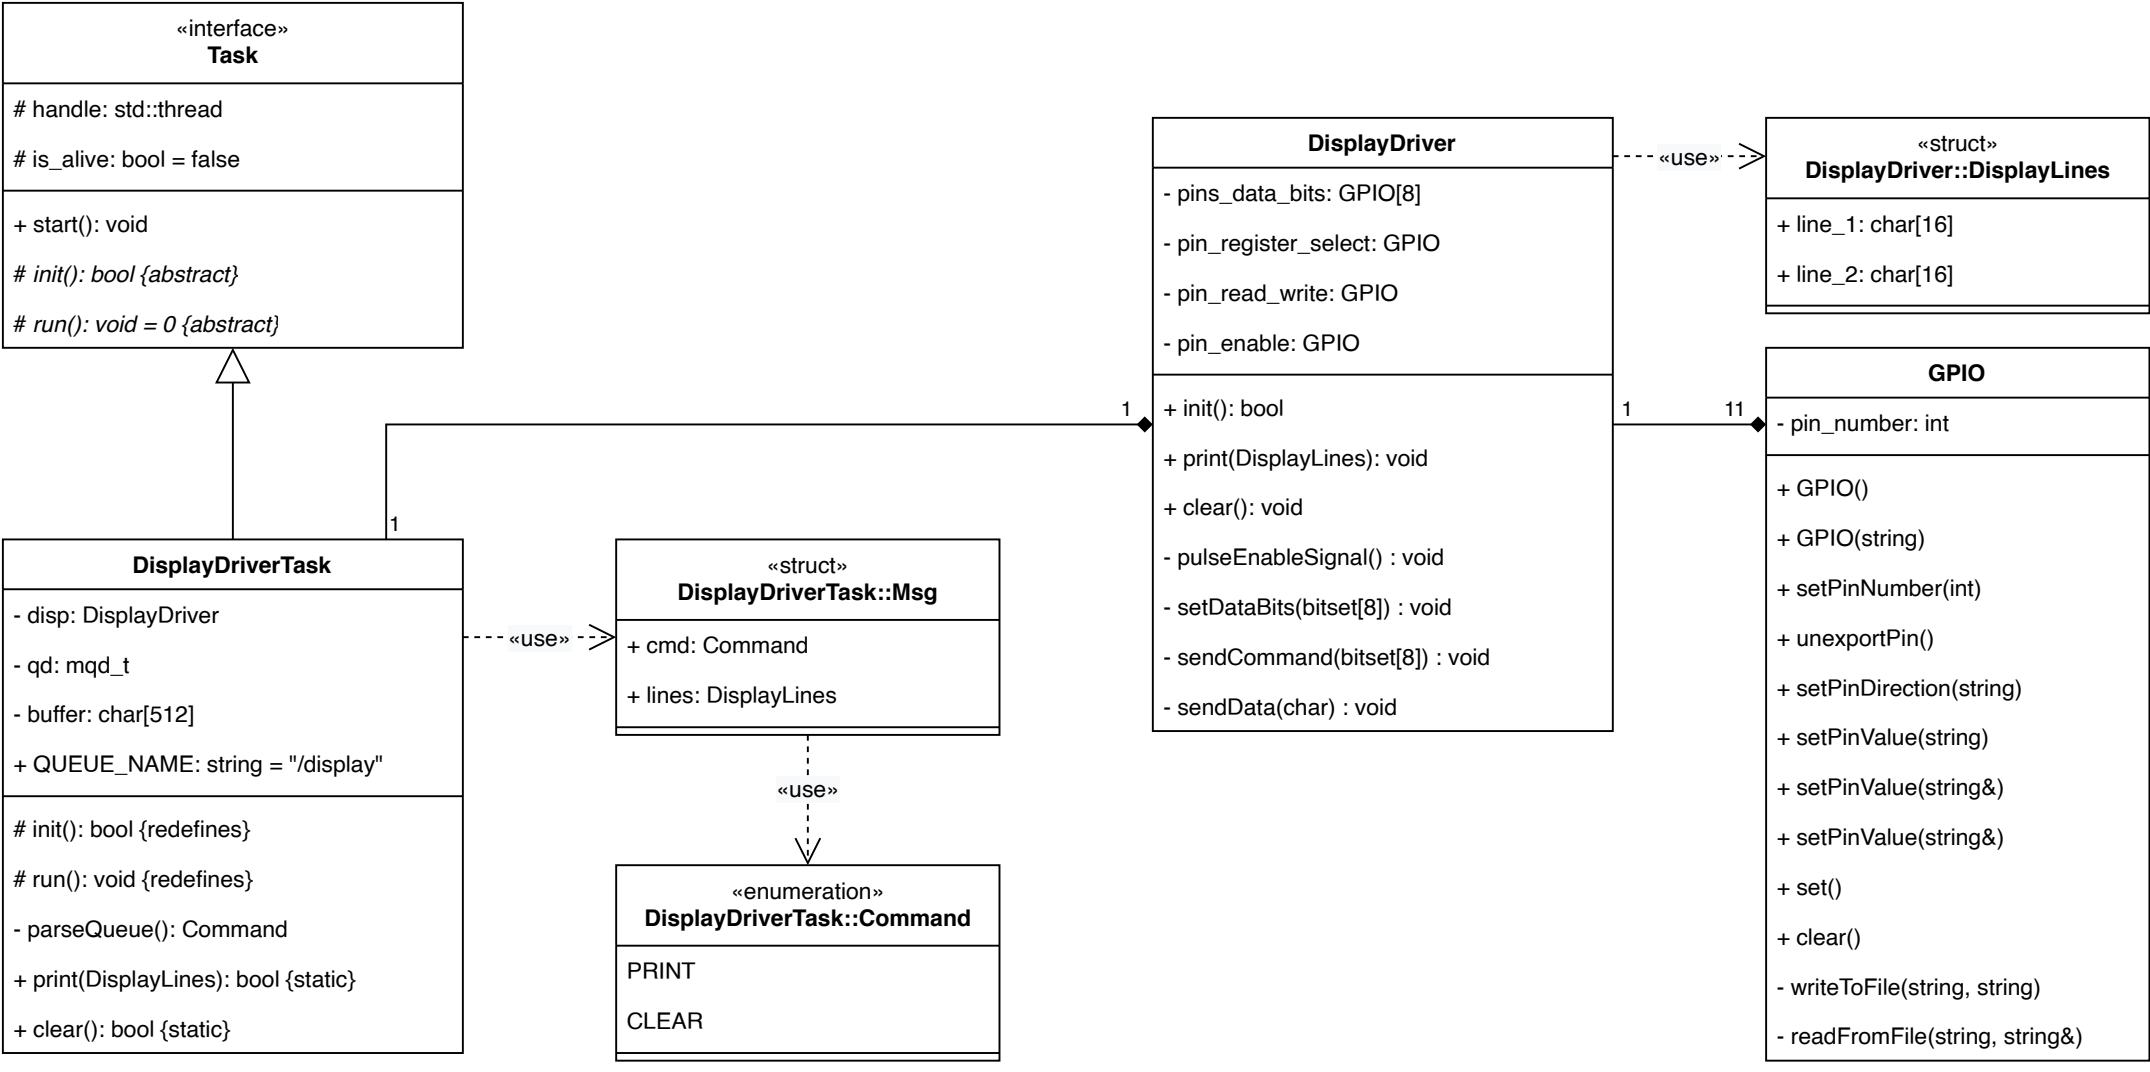 «interface»
Task
# handle: std::thread
# is_alive: bool = false
+ start(): void
# init(): bool {abstract}
# run(): void = 0 {abstract}
DisplayDriver
- pins_data_bits: GPIO[8]
- pin_register_select: GPIO
- pin_read_write: GPIO
- pin_enable: GPIO
+ init(): bool
+ print(DisplayLines): void
+ clear(): void
- pulseEnableSignal() : void
- setDataBits(bitset[8]) : void
- sendCommand(bitset[8]) : void
- sendData(char) : void
«use»
«struct»
DisplayDriver::DisplayLines
+ line_1: char[16]
+ line_2: char[16]
1
1
1
11
GPIO
- pin_number: int
+ GPIO()
+ GPIO(string)
+ setPinNumber(int)
+ unexportPin()
+ setPinDirection(string)
+ setPinValue(string)
+ setPinValue(string&)
+ setPinValue(string&)
+ set()
+ clear()
- writeToFile(string, string)
- readFromFile(string, string&)
DisplayDriverTask
- disp: DisplayDriver
- qd: mqd_t
- buffer: char[512]
+ QUEUE_NAME: string = "/display"
# init(): bool {redefines}
# run(): void {redefines}
- parseQueue(): Command
+ print(DisplayLines): bool {static}
+ clear(): bool {static}
«use»
«struct»
DisplayDriverTask::Msg
+ cmd: Command
+ lines: DisplayLines
«use»
«enumeration»
DisplayDriverTask::Command
PRINT
CLEAR